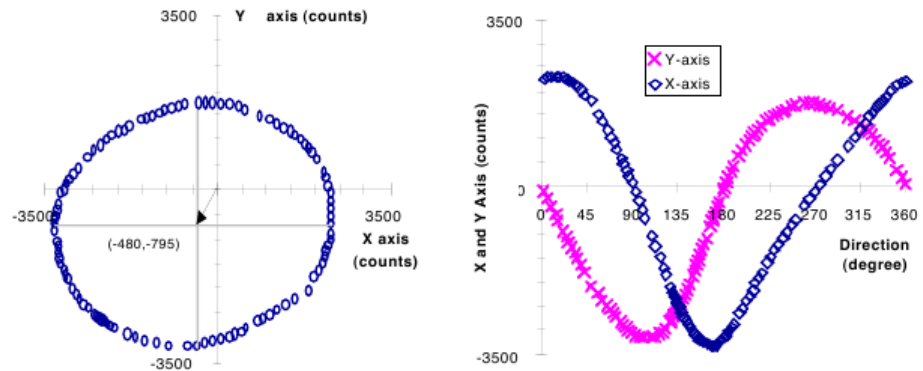 3500
Y axis (counts)
-3500
3500
(-480,-795)
X axis
(counts)
-3500
3500
Y-axis
X-axis
X and Y Axis (counts)
0
0 45 90 135 180 225 270 315 360
Direction
(degree)
-3500